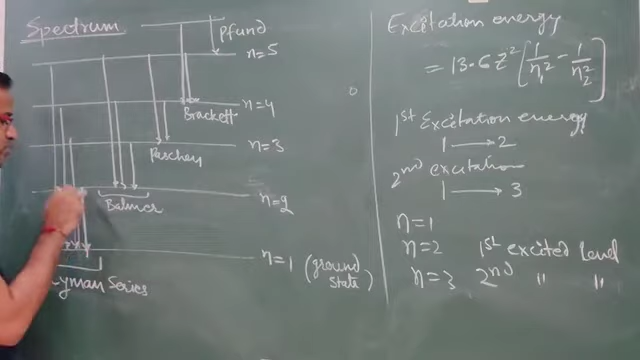 Spectrum
Pfund
n=5
n=4
Brackett
n=3
Paschen
n=2
Balmer
n=1 (ground state)
Lyman Series
Excitation energy
= 13.6 Z² [1/n₁² - 1/n₂²]
1st Excitation energy
1 → 2
2nd excitation
1 → 3
n=1
n=2 1st excited level
n=3 2nd " "